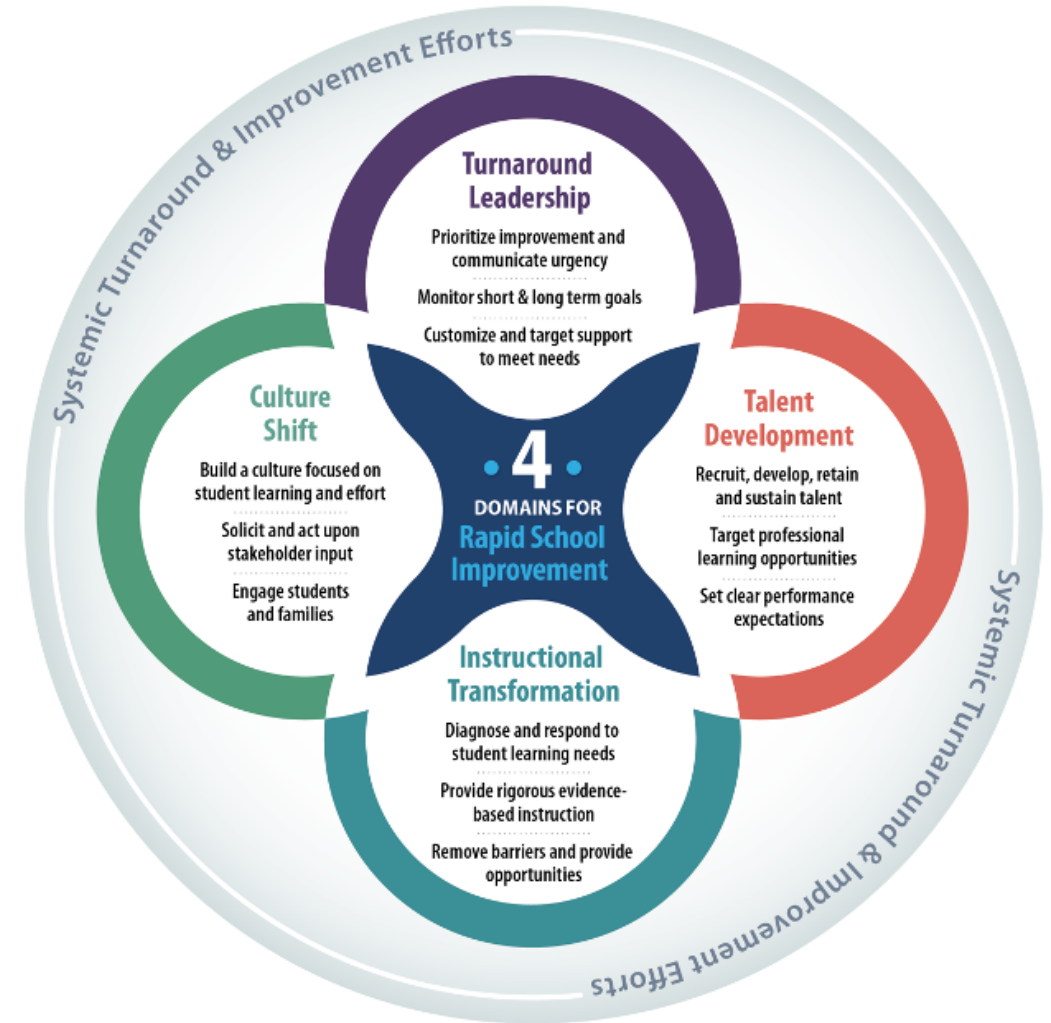 Systemic Turnaround & Improvement Efforts
Turnaround
Leadership
Prioritize improvement and
communicate urgency
Monitor short & long term goals
Customize and target support
to meet needs
Culture
Shift
Build a culture focused on
student learning and effort
Solicit and act upon
stakeholder input
Engage students
and families
• 4 •
DOMAINS FOR
Rapid School
Improvement
Talent
Development
Recruit, develop, retain
and sustain talent
Target professional
learning opportunities
Set clear performance
expectations
Instructional
Transformation
Diagnose and respond to
student learning needs
Provide rigorous evidence-
based instruction
Remove barriers and provide
opportunities
Systemic Turnaround & Improvement Efforts